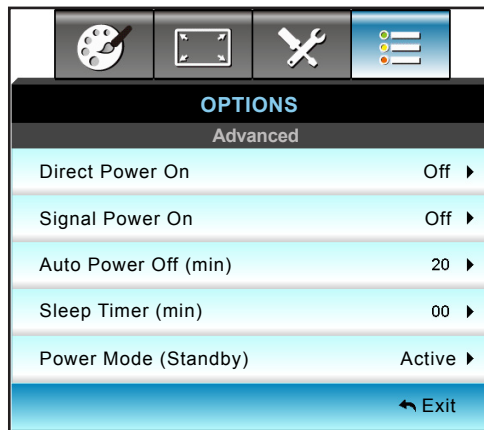 OPTIONS
Advanced
Direct Power On Off
Signal Power On Off
Auto Power Off (min) 20
Sleep Timer (min) 00
Power Mode (Standby) Active
Exit